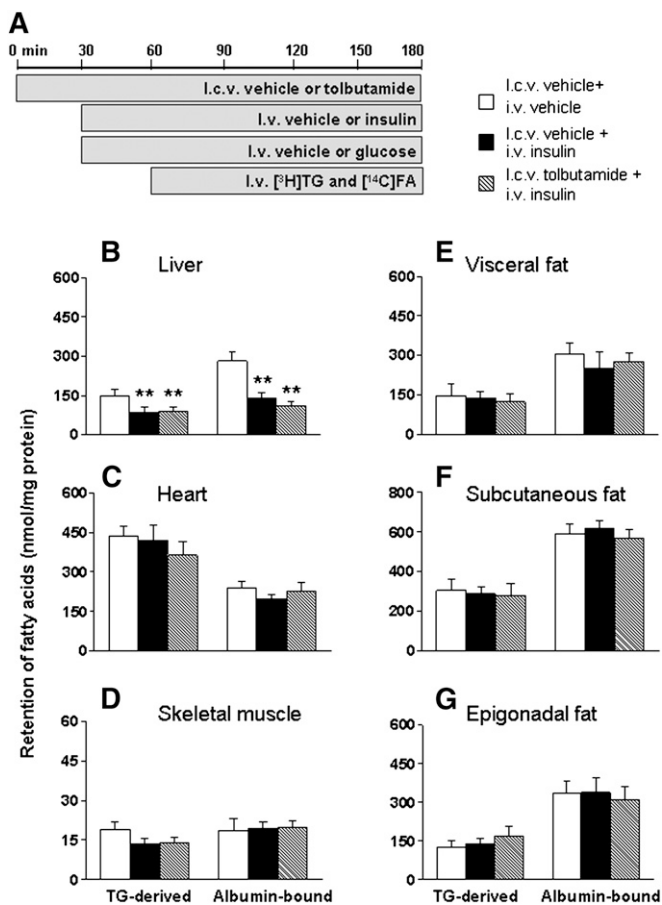 A
0 min 30 60 90 120 150 180
I.c.v. vehicle or tolbutamide
I.v. vehicle or insulin
I.v. vehicle or glucose
I.v. [³H]TG and [¹⁴C]FA
I.c.v. vehicle+
i.v. vehicle
I.c.v. vehicle +
i.v. insulin
I.c.v. tolbutamide +
i.v. insulin
Retention of fatty acids (nmol/mg protein)
B Liver
600
450
300
150
0
** **
** **
C Heart
600
450
300
150
0
D Skeletal muscle
60
45
30
15
0
TG-derived Albumin-bound
E Visceral fat
600
450
300
150
0
F Subcutaneous fat
800
600
400
200
0
G Epigonadal fat
600
450
300
150
0
TG-derived Albumin-bound